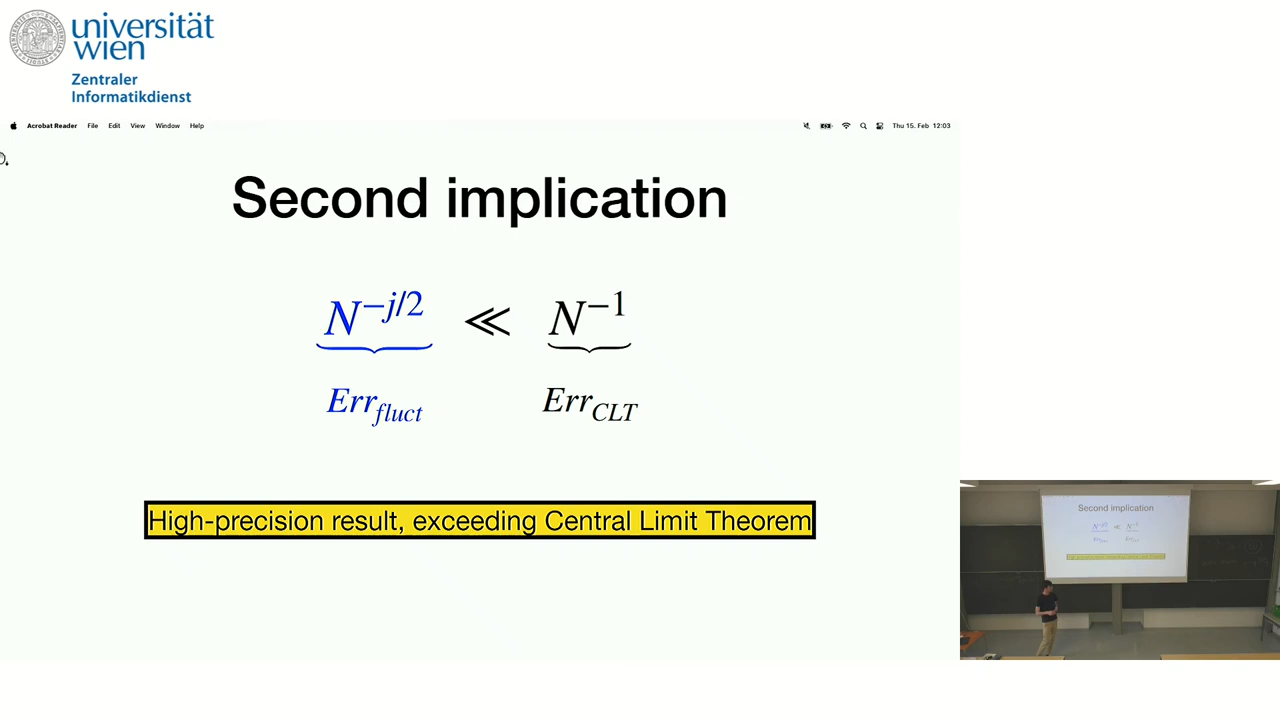 universität
wien
Zentraler
Informatikdienst
Acrobat Reader File Edit View Window Help Thu 15. Feb 12:03
Second implication
N^{-j/2} ≪ N^{-1}
Err_{fluct} Err_{CLT}
High-precision result, exceeding Central Limit Theorem
Second implication